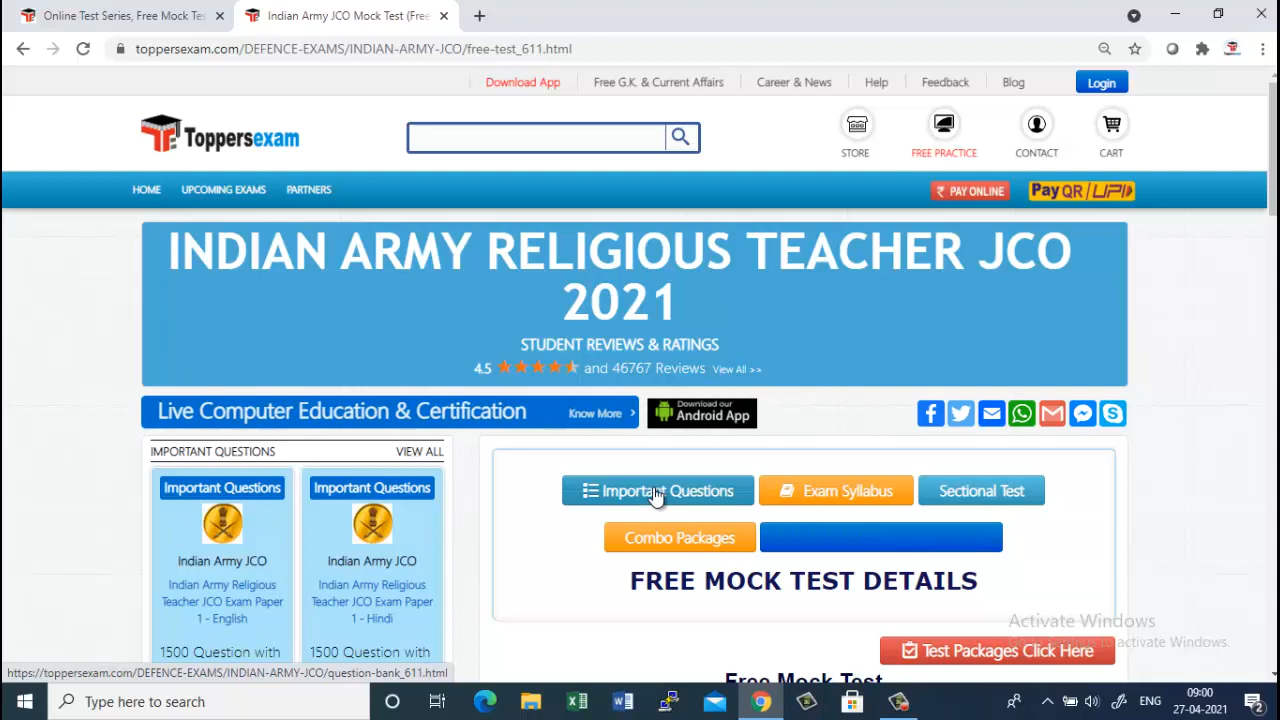 Online Test Series, Free Mock Tes
Indian Army JCO Mock Test (Free
toppersexam.com/DEFENCE-EXAMS/INDIAN-ARMY-JCO/free-test_611.html
Download App
Free G.K. & Current Affairs
Career & News
Help
Feedback
Blog
Login
Toppersexam
STORE
FREE PRACTICE
CONTACT
CART
HOME
UPCOMING EXAMS
PARTNERS
₹ PAY ONLINE
Pay QR / UPI
INDIAN ARMY RELIGIOUS TEACHER JCO
2021
STUDENT REVIEWS & RATINGS
4.5 and 46767 Reviews View All >>
Live Computer Education & Certification Know More
Download our
Android App
IMPORTANT QUESTIONS VIEW ALL
Important Questions
Indian Army JCO
Indian Army Religious
Teacher JCO Exam Paper
1 - English
1500 Question with
Important Questions
Indian Army JCO
Indian Army Religious
Teacher JCO Exam Paper
1 - Hindi
1500 Question with
Important Questions
Exam Syllabus
Sectional Test
Combo Packages
FREE MOCK TEST DETAILS
Activate Windows
to activate Windows.
Test Packages Click Here
Free Mock Test
https://toppersexam.com/DEFENCE-EXAMS/INDIAN-ARMY-JCO/question-bank_611.html
Type here to search
ENG
09:00
27-04-2021
2